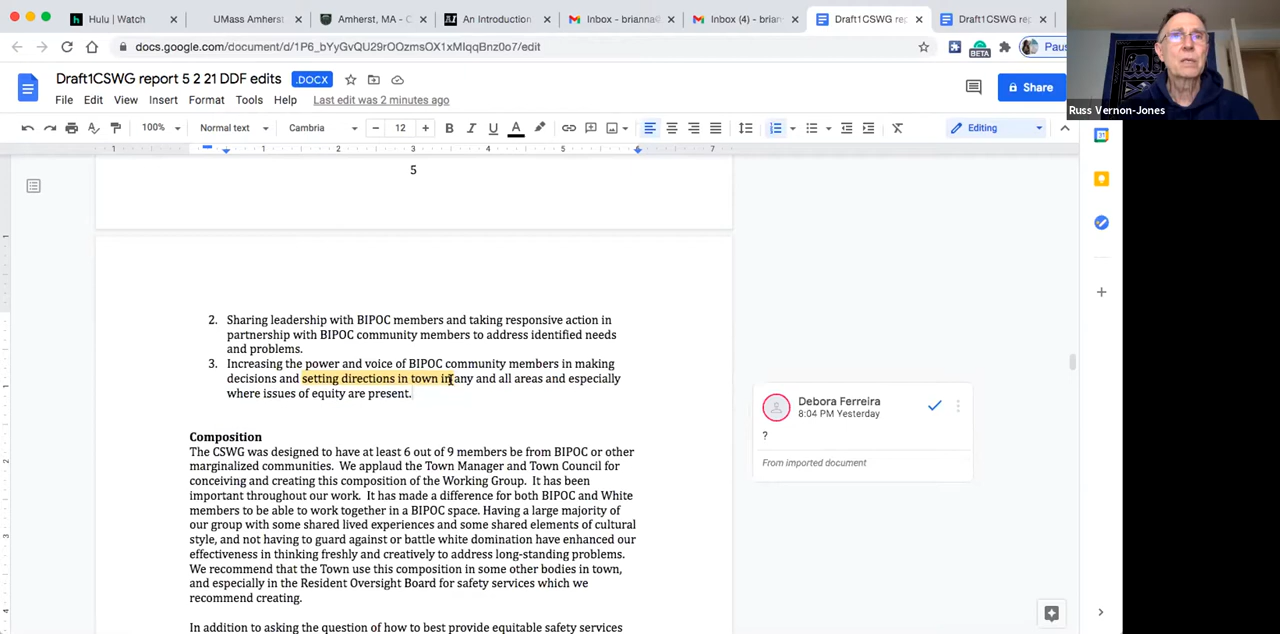 Hulu | Watch
UMass Amherst
Amherst, MA - C
An Introduction
Inbox - brianna@
Inbox (4) - brian
Draft1CSWG rep
Draft1CSWG rep
docs.google.com/document/d/1P6_bYyGvQU29rOOzmsOX1xMIqqBnz0o7/edit
BETA
Paus
Draft1CSWG report 5 2 21 DDF edits
.DOCX
File Edit View Insert Format Tools Help Last edit was 2 minutes ago
Share
Russ Vernon-Jones
100% Normal text Cambria 12 B I U A Editing
1 1 2 3 4 5 6 7
5
2. Sharing leadership with BIPOC members and taking responsive action in
partnership with BIPOC community members to address identified needs
and problems.
3. Increasing the power and voice of BIPOC community members in making
decisions and setting directions in town in any and all areas and especially
where issues of equity are present.
Debora Ferreira
8:04 PM Yesterday
?
From imported document
Composition
The CSWG was designed to have at least 6 out of 9 members be from BIPOC or other
marginalized communities. We applaud the Town Manager and Town Council for
conceiving and creating this composition of the Working Group. It has been
important throughout our work. It has made a difference for both BIPOC and White
members to be able to work together in a BIPOC space. Having a large majority of
our group with some shared lived experiences and some shared elements of cultural
style, and not having to guard against or battle white domination have enhanced our
effectiveness in thinking freshly and creatively to address long-standing problems.
We recommend that the Town use this composition in some other bodies in town,
and especially in the Resident Oversight Board for safety services which we
recommend creating.
In addition to asking the question of how to best provide equitable safety services